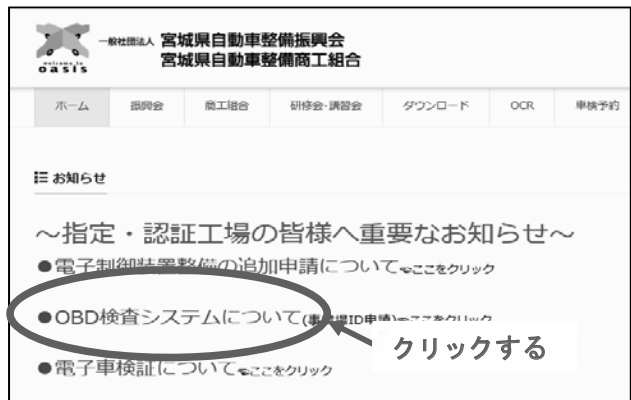 welcome to
oasis
一般社団法人 宮城県自動車整備振興会
宮城県自動車整備商工組合
ホーム
振興会
商工組合
研修会・講習会
ダウンロード
OCR
車検予約
お知らせ
～指定・認証工場の皆様へ重要なお知らせ～
●電子制御装置整備の追加申請について☜ここをクリック
●OBD検査システムについて(事業場ID申請)☜ここをクリック
クリックする
●電子車検証について☜ここをクリック